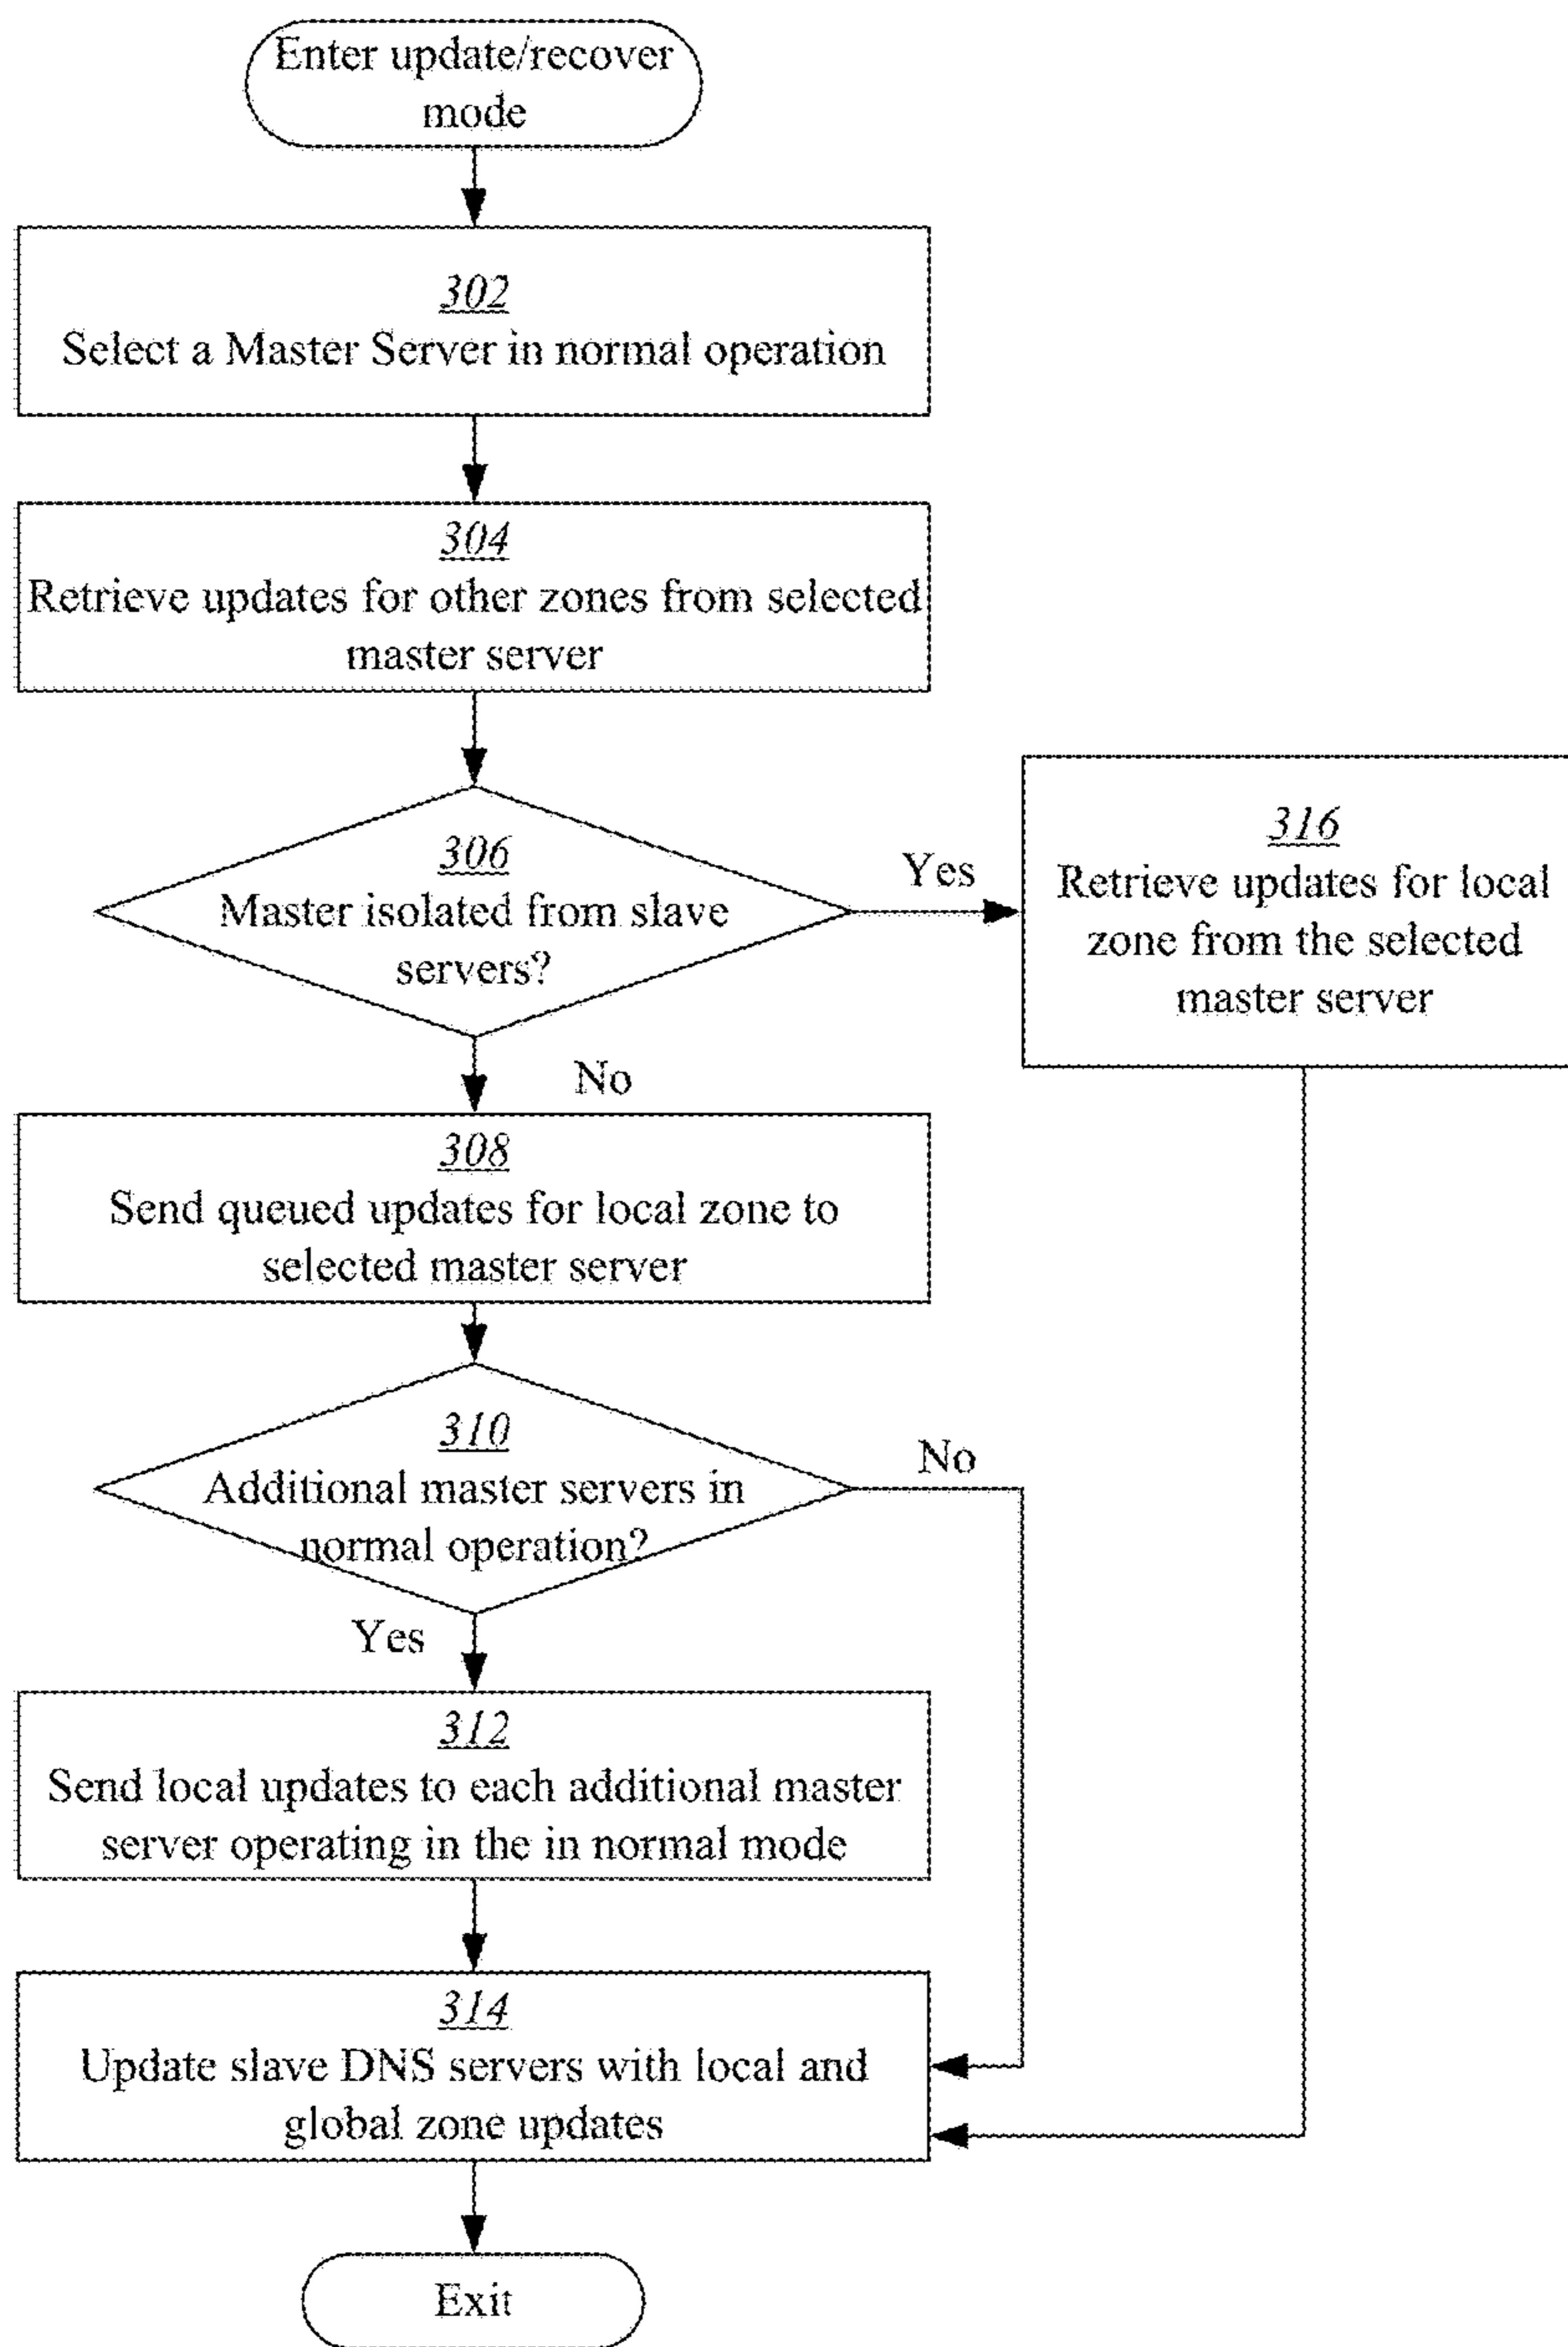 Enter update/recover
mode
302
Select a Master Server in normal operation
304
Retrieve updates for other zones from selected
master server
306
Master isolated from slave
servers?
Yes
316
Retrieve updates for local
zone from the selected
master server
No
308
Send queued updates for local zone to
selected master server
310
Additional master servers in
normal operation?
No
Yes
312
Send local updates to each additional master
server operating in the in normal mode
314
Update slave DNS servers with local and
global zone updates
Exit